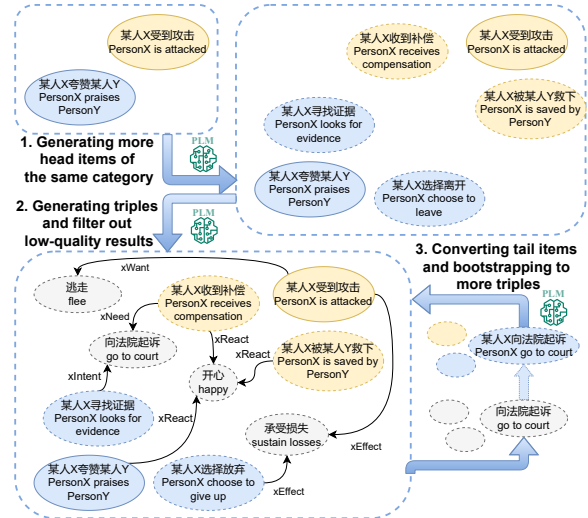 某人X受到攻击
PersonX is attacked
某人X夸赞某人Y
PersonX praises
PersonY
某人X收到补偿
PersonX receives
compensation
某人X受到攻击
PersonX is attacked
某人X被某人Y救下
PersonX is saved by
PersonY
某人X寻找证据
PersonX looks for
evidence
某人X夸赞某人Y
PersonX praises
PersonY
某人X选择离开
PersonX choose to
leave
1. Generating more
head items of
the same category
PLM
2. Generating triples
and filter out
low-quality results
PLM
3. Converting tail items
and bootstrapping to
more triples
PLM
xWant
逃走
flee
某人X收到补偿
PersonX receives
compensation
某人X受到攻击
PersonX is attacked
xNeed
向法院起诉
go to court
xReact
xReact
某人X被某人Y救下
PersonX is saved by
PersonY
xIntent
开心
happy
某人X寻找证据
PersonX looks for
evidence
xReact
承受损失
sustain losses
xEffect
某人X夸赞某人Y
PersonX praises
PersonY
某人X选择放弃
PersonX choose to
give up
xEffect
某人X向法院起诉
PersonX go to court
向法院起诉
go to court